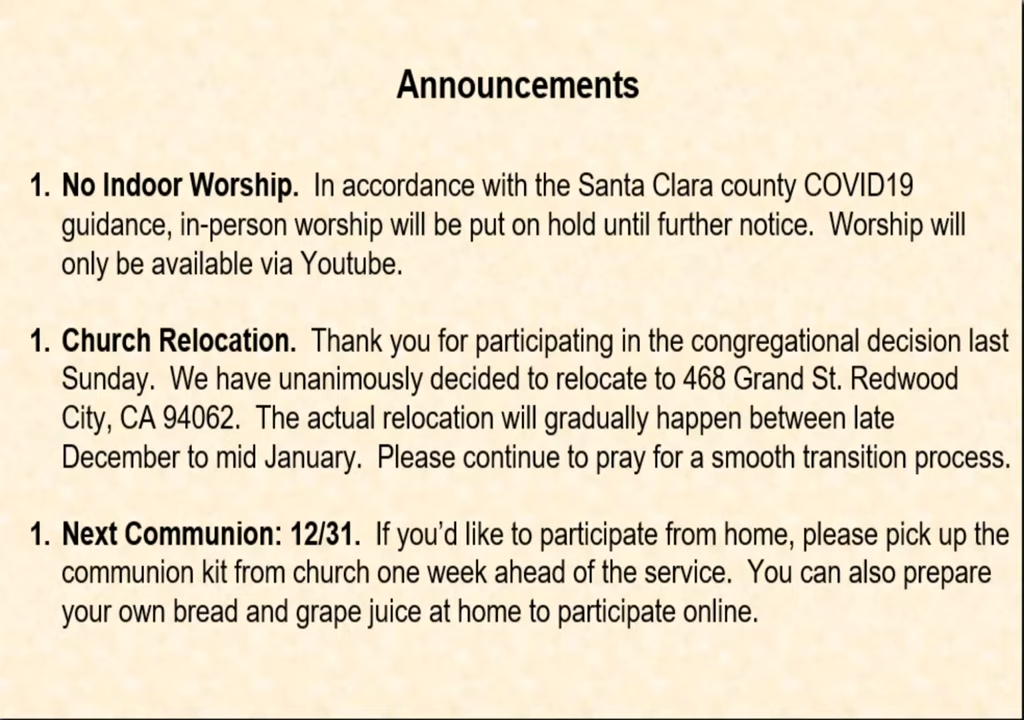 Announcements
1. No Indoor Worship.  In accordance with the Santa Clara county COVID19
guidance, in-person worship will be put on hold until further notice.  Worship will
only be available via Youtube.
1. Church Relocation.  Thank you for participating in the congregational decision last
Sunday.  We have unanimously decided to relocate to 468 Grand St. Redwood
City, CA 94062.  The actual relocation will gradually happen between late
December to mid January.  Please continue to pray for a smooth transition process.
1. Next Communion: 12/31.  If you’d like to participate from home, please pick up the
communion kit from church one week ahead of the service.  You can also prepare
your own bread and grape juice at home to participate online.